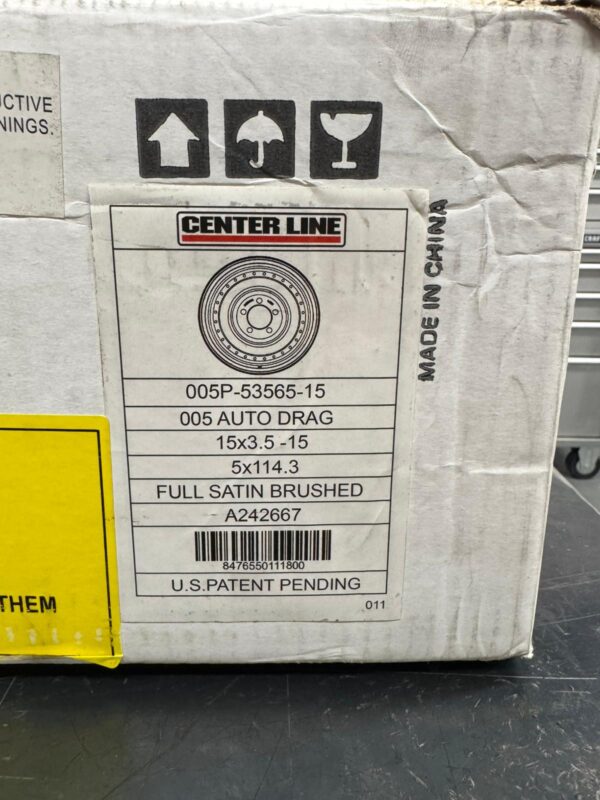 UCTIVE
NINGS.
CENTER LINE
005P-53565-15
005 AUTO DRAG
15x3.5 -15
5x114.3
FULL SATIN BRUSHED
A242667
8476550111800
U.S.PATENT PENDING
011
MADE IN CHINA
THEM